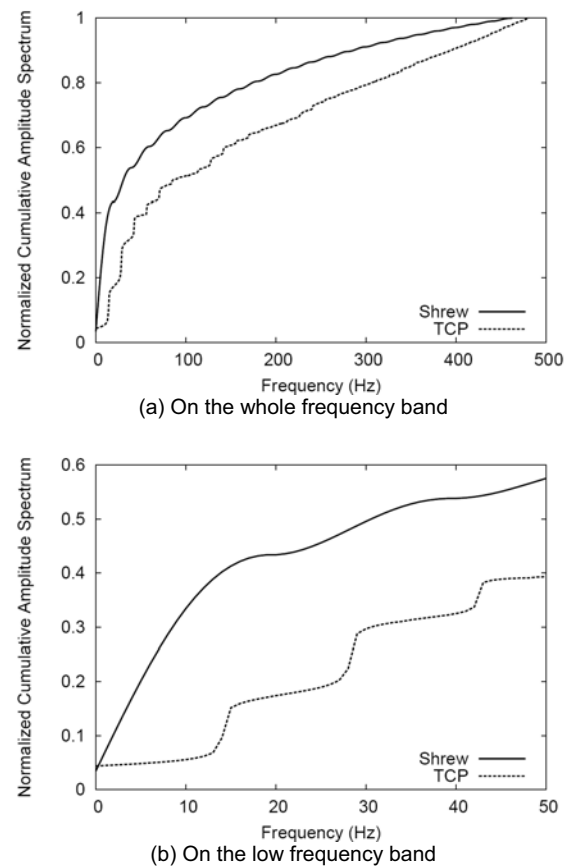 Normalized Cumulative Amplitude Spectrum
1
0.8
0.6
0.4
0.2
0
Shrew
TCP
0 100 200 300 400 500
Frequency (Hz)
(a) On the whole frequency band
Normalized Cumulative Amplitude Spectrum
0.6
0.5
0.4
0.3
0.2
0.1
0
Shrew
TCP
0 10 20 30 40 50
Frequency (Hz)
(b) On the low frequency band